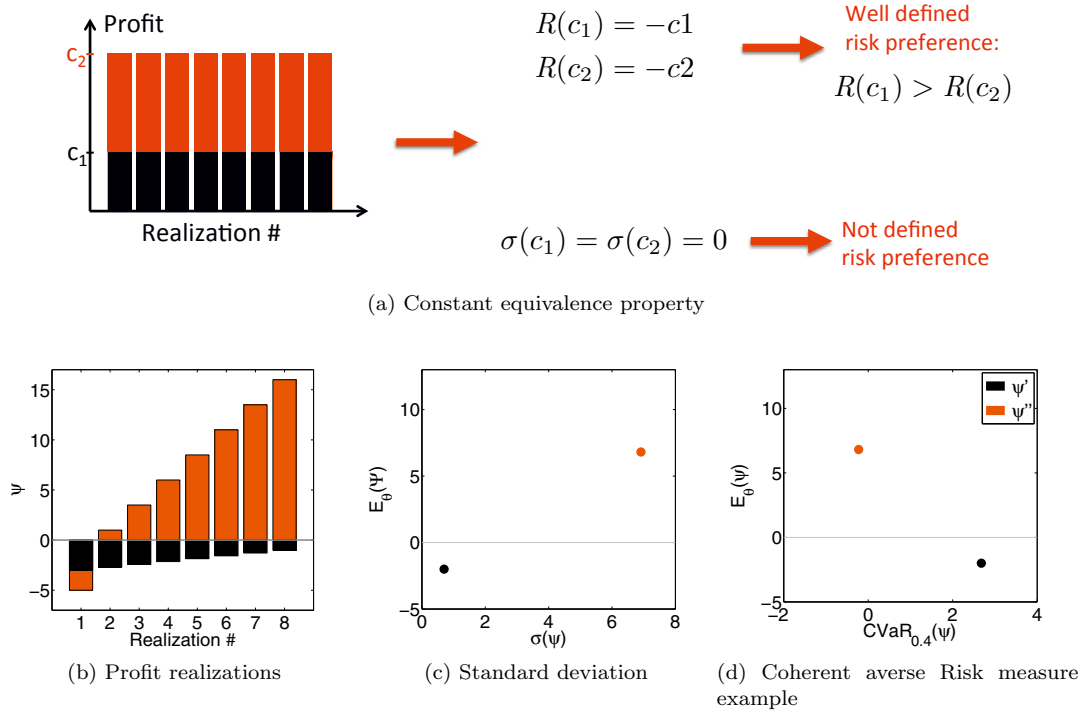 Profit
c2
c1
Realization #
R(c1) = −c1
R(c2) = −c2
Well defined
risk preference:
R(c1) > R(c2)
σ(c1) = σ(c2) = 0
Not defined
risk preference
(a) Constant equivalence property
15
10
5
0
−5
ψ
1 2 3 4 5 6 7 8
Realization #
(b) Profit realizations
10
5
0
−5
Eθ(Ψ)
0 2 4 6 8
σ(ψ)
(c) Standard deviation
10
5
0
−5
Eθ(ψ)
−2 0 2 4
CVaR0.4(ψ)
ψ'
ψ''
(d) Coherent averse Risk measure
example